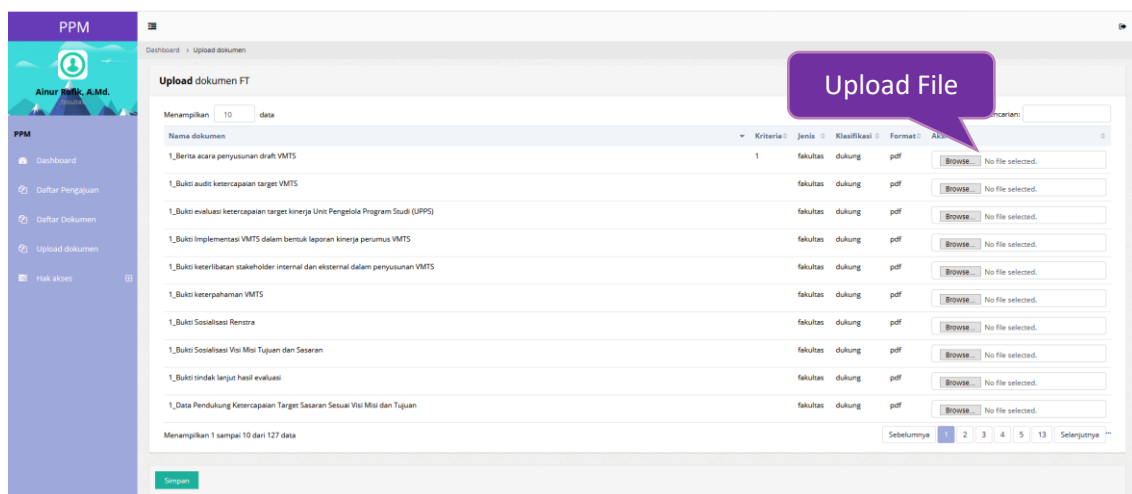 PPM
Dashboard > Upload dokumen
Ainur Rofik, A.Md.
PPM
Dashboard
Daftar Pengajuan
Daftar Dokumen
Upload dokumen
Hak akses
Upload dokumen FT
Upload File
Menampilkan 10 data
Nama dokumen Kriteria Jenis Klasifikasi Format
1_Berita acara penyusunan draft VMTS 1 fakultas dukung pdf Browse... No file selected.
1_Bukti audit ketercapaian target VMTS fakultas dukung pdf Browse... No file selected.
1_Bukti evaluasi ketercapaian target kinerja Unit Pengelola Program Studi (UPPS) fakultas dukung pdf Browse... No file selected.
1_Bukti Implementasi VMTS dalam bentuk laporan kinerja perumus VMTS fakultas dukung pdf Browse... No file selected.
1_Bukti keterlibatan stakeholder internal dan eksternal dalam penyusunan VMTS fakultas dukung pdf Browse... No file selected.
1_Bukti keterpahaman VMTS fakultas dukung pdf Browse... No file selected.
1_Bukti Sosialisasi Renstra fakultas dukung pdf Browse... No file selected.
1_Bukti Sosialisasi Visi Misi Tujuan dan Sasaran fakultas dukung pdf Browse... No file selected.
1_Bukti tindak lanjut hasil evaluasi fakultas dukung pdf Browse... No file selected.
1_Data Pendukung Ketercapaian Target Sasaran Sesuai Visi Misi dan Tujuan fakultas dukung pdf Browse... No file selected.
Menampilkan 1 sampai 10 dari 127 data
Sebelumnya 1 2 3 4 5 13 Selanjutnya ...
Simpan